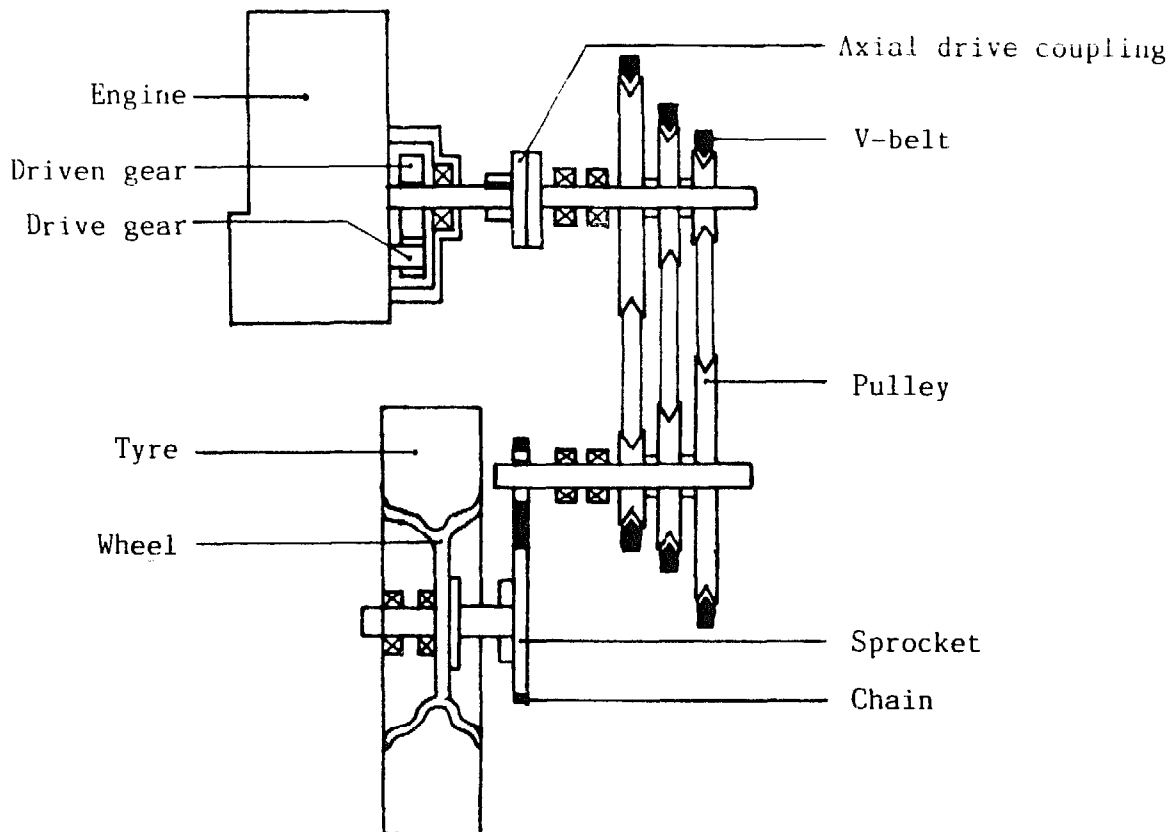 Axial drive coupling
Engine
V-belt
Driven gear
Drive gear
Pulley
Tyre
Wheel
Sprocket
Chain